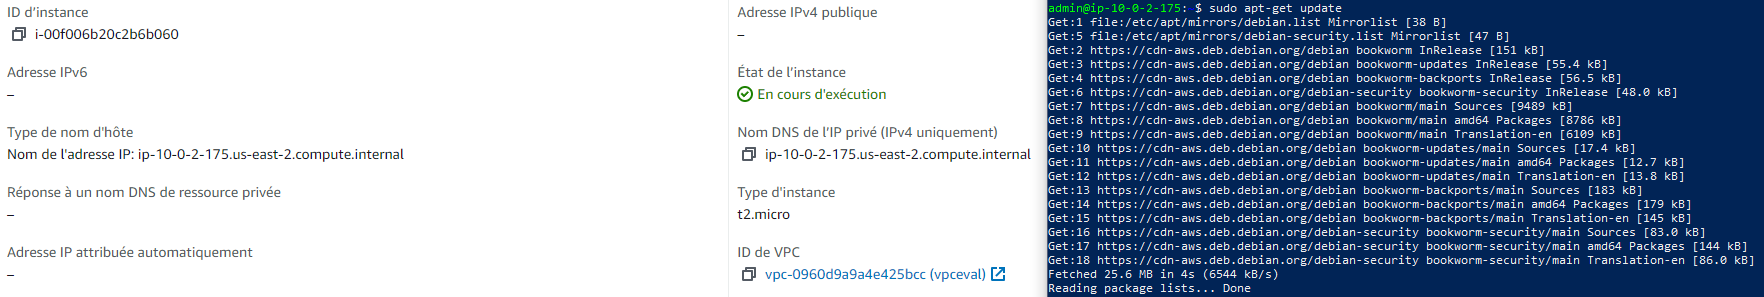 ID d'instance
i-00f006b20c2b6b060
Adresse IPv6
–
Type de nom d'hôte
Nom de l'adresse IP: ip-10-0-2-175.us-east-2.compute.internal
Réponse à un nom DNS de ressource privée
–
Adresse IP attribuée automatiquement
–
Adresse IPv4 publique
–
État de l'instance
En cours d'exécution
Nom DNS de l'IP privé (IPv4 uniquement)
ip-10-0-2-175.us-east-2.compute.internal
Type d'instance
t2.micro
ID de VPC
vpc-0960d9a9a4e425bcc (vpceval)
admin@ip-10-0-2-175: $ sudo apt-get update
Get:1 file:/etc/apt/mirrors/debian.list Mirrorlist [38 B]
Get:5 file:/etc/apt/mirrors/debian-security.list Mirrorlist [47 B]
Get:2 https://cdn-aws.deb.debian.org/debian bookworm InRelease [151 kB]
Get:3 https://cdn-aws.deb.debian.org/debian bookworm-updates InRelease [55.4 kB]
Get:4 https://cdn-aws.deb.debian.org/debian bookworm-backports InRelease [56.5 kB]
Get:6 https://cdn-aws.deb.debian.org/debian-security bookworm-security InRelease [48.0 kB]
Get:7 https://cdn-aws.deb.debian.org/debian bookworm/main Sources [9489 kB]
Get:8 https://cdn-aws.deb.debian.org/debian bookworm/main amd64 Packages [8786 kB]
Get:9 https://cdn-aws.deb.debian.org/debian bookworm/main Translation-en [6109 kB]
Get:10 https://cdn-aws.deb.debian.org/debian bookworm-updates/main Sources [17.4 kB]
Get:11 https://cdn-aws.deb.debian.org/debian bookworm-updates/main amd64 Packages [12.7 kB]
Get:12 https://cdn-aws.deb.debian.org/debian bookworm-updates/main Translation-en [13.8 kB]
Get:13 https://cdn-aws.deb.debian.org/debian bookworm-backports/main Sources [183 kB]
Get:14 https://cdn-aws.deb.debian.org/debian bookworm-backports/main amd64 Packages [179 kB]
Get:15 https://cdn-aws.deb.debian.org/debian bookworm-backports/main Translation-en [145 kB]
Get:16 https://cdn-aws.deb.debian.org/debian-security bookworm-security/main Sources [83.0 kB]
Get:17 https://cdn-aws.deb.debian.org/debian-security bookworm-security/main amd64 Packages [144 kB]
Get:18 https://cdn-aws.deb.debian.org/debian-security bookworm-security/main Translation-en [86.0 kB]
Fetched 25.6 MB in 4s (6544 kB/s)
Reading package lists... Done